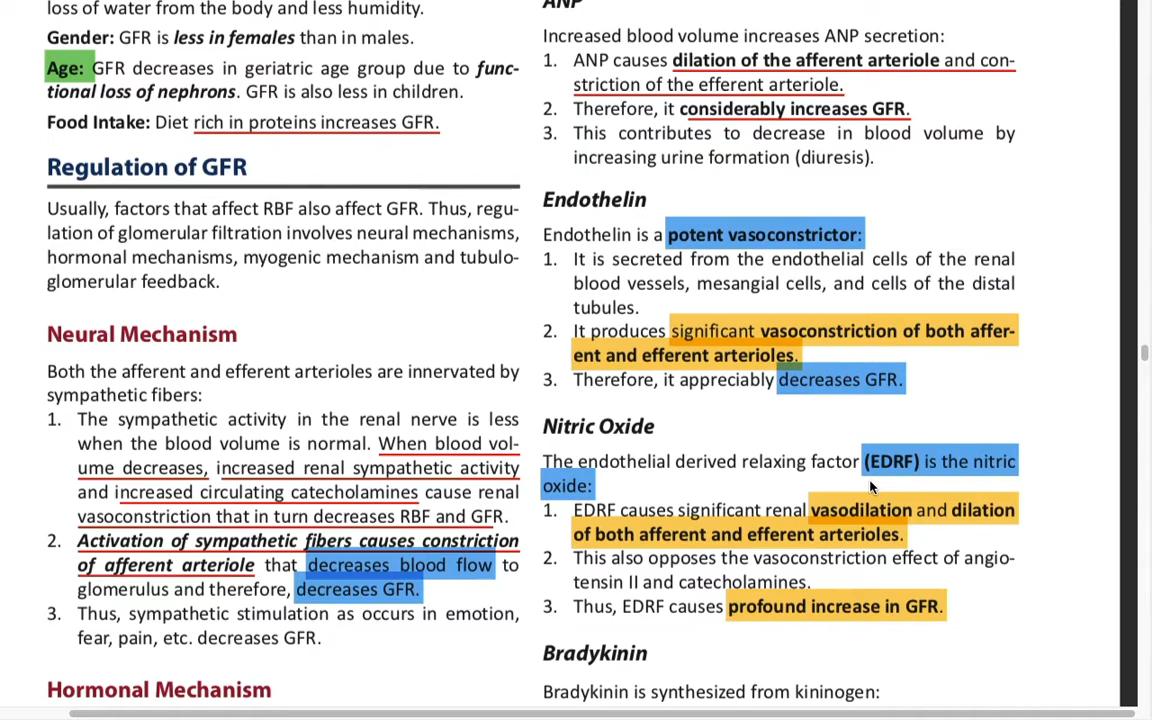 loss of water from the body and less humidity.
Gender: GFR is less in females than in males.
Age: GFR decreases in geriatric age group due to func-
tional loss of nephrons. GFR is also less in children.
Food Intake: Diet rich in proteins increases GFR.
Regulation of GFR
Usually, factors that affect RBF also affect GFR. Thus, regu-
lation of glomerular filtration involves neural mechanisms,
hormonal mechanisms, myogenic mechanism and tubulo-
glomerular feedback.
Neural Mechanism
Both the afferent and efferent arterioles are innervated by
sympathetic fibers:
1. The sympathetic activity in the renal nerve is less
when the blood volume is normal. When blood vol-
ume decreases, increased renal sympathetic activity
and increased circulating catecholamines cause renal
vasoconstriction that in turn decreases RBF and GFR.
2. Activation of sympathetic fibers causes constriction
of afferent arteriole that decreases blood flow to
glomerulus and therefore, decreases GFR.
3. Thus, sympathetic stimulation as occurs in emotion,
fear, pain, etc. decreases GFR.
Hormonal Mechanism
ANP
Increased blood volume increases ANP secretion:
1. ANP causes dilation of the afferent arteriole and con-
striction of the efferent arteriole.
2. Therefore, it considerably increases GFR.
3. This contributes to decrease in blood volume by
increasing urine formation (diuresis).
Endothelin
Endothelin is a potent vasoconstrictor:
1. It is secreted from the endothelial cells of the renal
blood vessels, mesangial cells, and cells of the distal
tubules.
2. It produces significant vasoconstriction of both affer-
ent and efferent arterioles.
3. Therefore, it appreciably decreases GFR.
Nitric Oxide
The endothelial derived relaxing factor (EDRF) is the nitric
oxide:
1. EDRF causes significant renal vasodilation and dilation
of both afferent and efferent arterioles.
2. This also opposes the vasoconstriction effect of angio-
tensin II and catecholamines.
3. Thus, EDRF causes profound increase in GFR.
Bradykinin
Bradykinin is synthesized from kininogen: